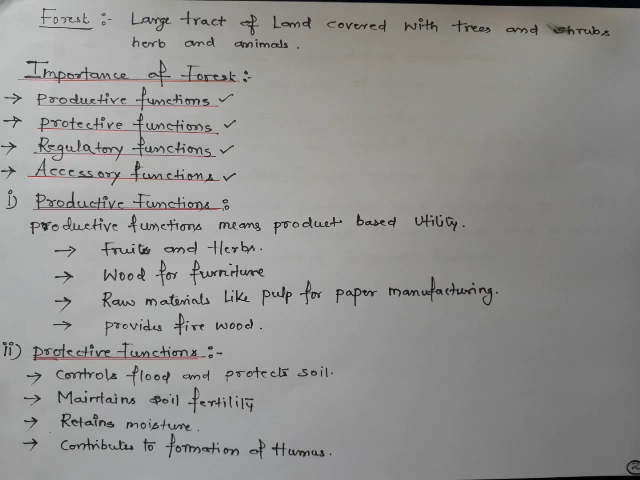 Forest :- Large tract of Land covered with trees and shrubs
herb and animals.
Importance of Forest :-
→ Productive functions ✓
→ protective functions ✓
→ Regulatory functions ✓
→ Accessory functions ✓
i) Productive Functions :
productive functions means product based Utility.
→ Fruits and Herbs.
→ Wood for furniture
→ Raw materials like pulp for paper manufacturing.
→ provides fire wood.
ii) protective Functions :-
→ Controls flood and protects soil.
→ Maintains soil fertilily
→ Retains moisture.
→ Contributes to formation of Humus.